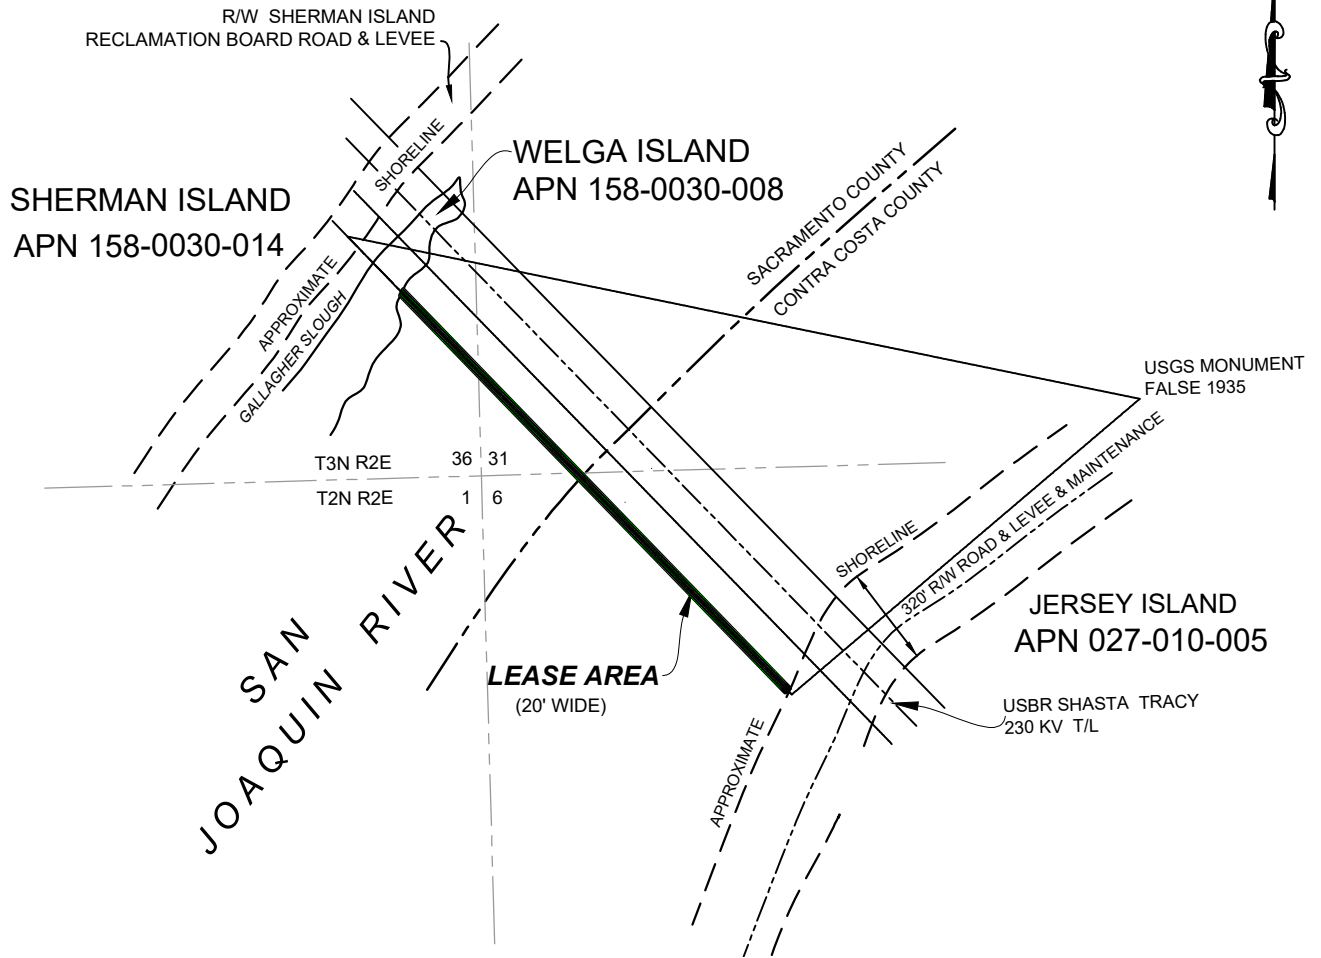 R/W SHERMAN ISLAND
RECLAMATION BOARD ROAD & LEVEE
SHORELINE
WELGA ISLAND
APN 158-0030-008
SHERMAN ISLAND
APN 158-0030-014
SACRAMENTO COUNTY
CONTRA COSTA COUNTY
APPROXIMATE
GALLAGHER SLOUGH
USGS MONUMENT
FALSE 1935
T3N R2E
36 31
T2N R2E
1 6
SAN
JOAQUIN RIVER
SHORELINE
320' R/W ROAD & LEVEE & MAINTENANCE
JERSEY ISLAND
APN 027-010-005
LEASE AREA
(20' WIDE)
USBR SHASTA TRACY
230 KV T/L
APPROXIMATE